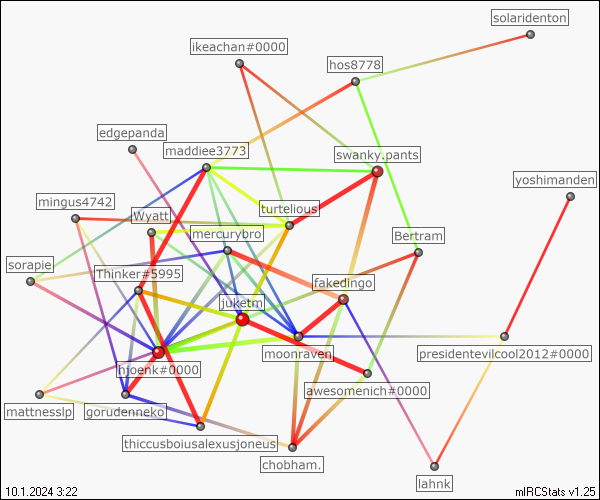 solaridenton
ikeachan#0000
hos8778
edgepanda
maddiee3773
swanky.pants
yoshimanden
mingus4742
Wyatt
turtelious
mercurybro
Bertram
sorapie
Thinker#5995
fakedingo
juketm
moonraven
presidentevilcool2012#0000
hjoenk#0000
awesomenich#0000
mattnesslp
gorudenneko
thiccusboiusalexusjoneus
chobham.
lahnk
10.1.2024 3:22
mIRCStats v1.25